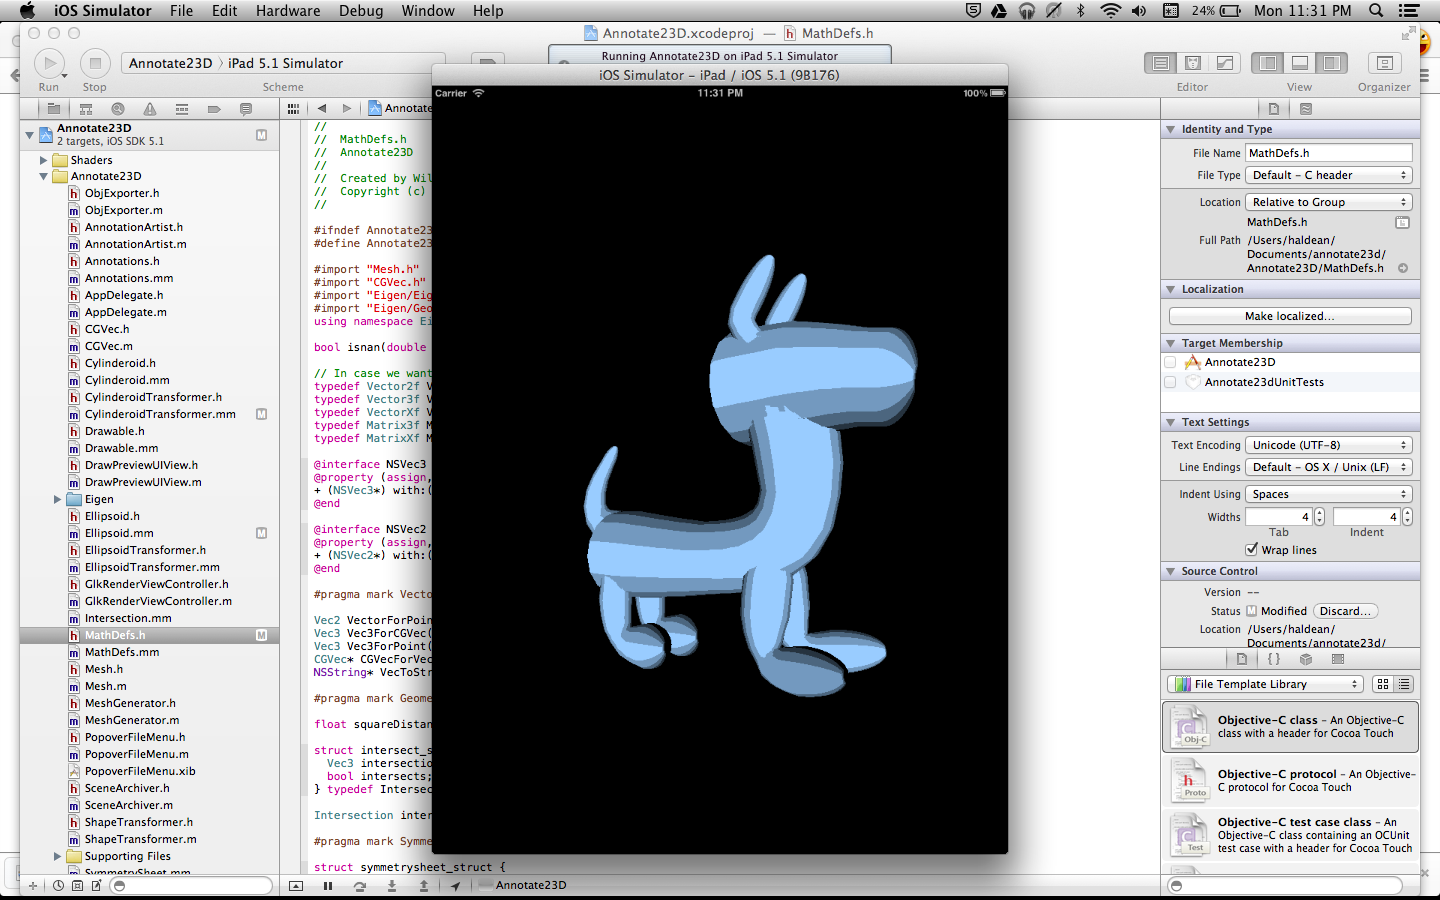 iOS Simulator File Edit Hardware Debug Window Help 24% Mon 11:31 PM
Annotate23D.xcodeproj — MathDefs.h
Run Stop
Annotate23D iPad 5.1 Simulator
Scheme
Running Annotate23D on iPad 5.1 Simulator
Editor View Organizer
iOS Simulator - iPad / iOS 5.1 (9B176)
Carrier 11:31 PM 100%
Annotate23D
2 targets, iOS SDK 5.1
M
Shaders
Annotate23D
h ObjExporter.h
m ObjExporter.m
h AnnotationArtist.h
m AnnotationArtist.m
h Annotations.h
m Annotations.mm
h AppDelegate.h
m AppDelegate.m
h CGVec.h
m CGVec.m
h Cylinderoid.h
m Cylinderoid.mm
h CylinderoidTransformer.h
m CylinderoidTransformer.mm M
h Drawable.h
m Drawable.mm
h DrawPreviewUIView.h
m DrawPreviewUIView.m
Eigen
h Ellipsoid.h
m Ellipsoid.mm M
h EllipsoidTransformer.h
m EllipsoidTransformer.mm
h GlkRenderViewController.h
m GlkRenderViewController.m
m Intersection.mm
h MathDefs.h M
m MathDefs.mm
h Mesh.h
m Mesh.m
h MeshGenerator.h
m MeshGenerator.m
h PopoverFileMenu.h
m PopoverFileMenu.m
PopoverFileMenu.xib
h SceneArchiver.h
m SceneArchiver.m
h ShapeTransformer.h
m ShapeTransformer.m
Supporting Files
SymmetrySheet.mm
Annota
//
// MathDefs.h
// Annotate23D
//
// Created by Wil
// Copyright (c)
//
#ifndef Annotate23
#define Annotate23
#import "Mesh.h"
#import "CGVec.h"
#import "Eigen/Eig
#import "Eigen/Geo
using namespace Ei
bool isnan(double
// In case we want
typedef Vector2f V
typedef Vector3f V
typedef VectorXf V
typedef Matrix3f M
typedef MatrixXf M
@interface NSVec3
@property (assign,
+ (NSVec3*) with:(
@end
@interface NSVec2
@property (assign,
+ (NSVec2*) with:(
@end
#pragma mark Vecto
Vec2 VectorForPoin
Vec3 Vec3ForCGVec(
Vec3 Vec3ForPoint(
CGVec* CGVecForVec
NSString* VecToStr
#pragma mark Geome
float squareDistan
struct intersect_s
Vec3 intersectio
bool intersects;
} typedef Intersec
Intersection inter
#pragma mark Symme
struct symmetrysheet_struct {
Annotate23D
Identity and Type
File Name MathDefs.h
File Type Default - C header
Location Relative to Group
MathDefs.h
Full Path /Users/haldean/
Documents/annotate23d/
Annotate23D/MathDefs.h
Localization
Make localized...
Target Membership
Annotate23D
Annotate23dUnitTests
Text Settings
Text Encoding Unicode (UTF-8)
Line Endings Default - OS X / Unix (LF)
Indent Using Spaces
Widths 4 4
Tab Indent
Wrap lines
Source Control
Version --
Status M Modified Discard...
Location /Users/haldean/
Documents/annotate23d/
File Template Library
Obj-C
Objective-C class - An Objective-C
class with a header for Cocoa Touch
h Proto
Objective-C protocol - An Objective-
C protocol for Cocoa Touch
Test
Objective-C test case class - An
Objective-C class containing an OCUnit
test case with a header for Cocoa Touch